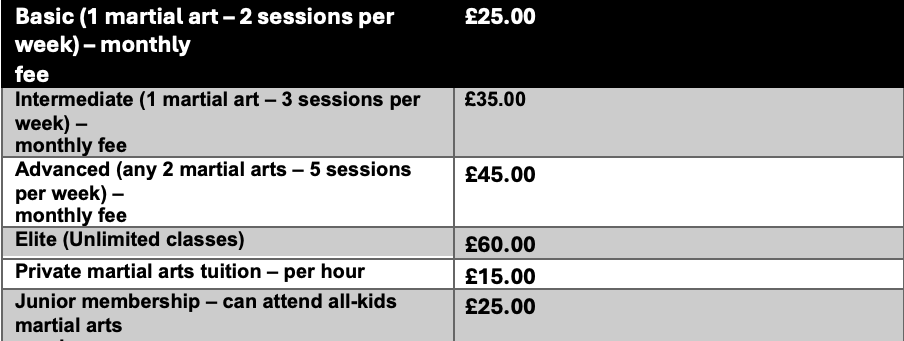 Basic (1 martial art – 2 sessions per £25.00
week) – monthly
fee
Intermediate (1 martial art – 3 sessions per £35.00
week) –
monthly fee
Advanced (any 2 martial arts – 5 sessions £45.00
per week) –
monthly fee
Elite (Unlimited classes) £60.00
Private martial arts tuition – per hour £15.00
Junior membership – can attend all-kids £25.00
martial arts